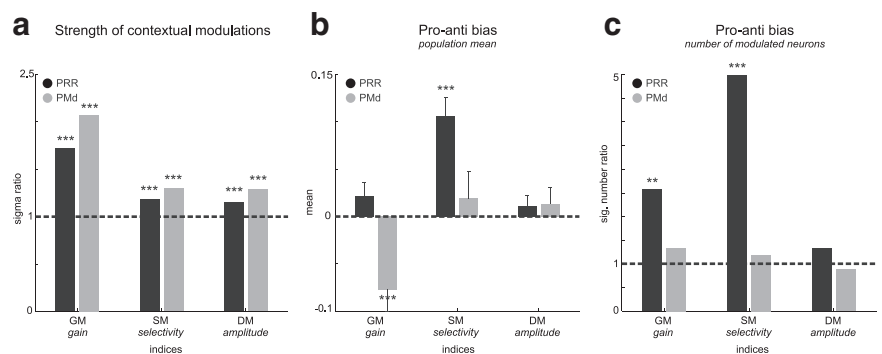 a
Strength of contextual modulations
2,5
PRR
PMd
***
***
***
***
***
***
sigma ratio
1
0
GM
gain
SM
selectivity
DM
amplitude
indices
b
Pro-anti bias
population mean
0.15
PRR
PMd
***
mean
0
***
-0.1
GM
gain
SM
selectivity
DM
amplitude
indices
c
Pro-anti bias
number of modulated neurons
5
PRR
PMd
***
**
sig. number ratio
1
0
GM
gain
SM
selectivity
DM
amplitude
indices